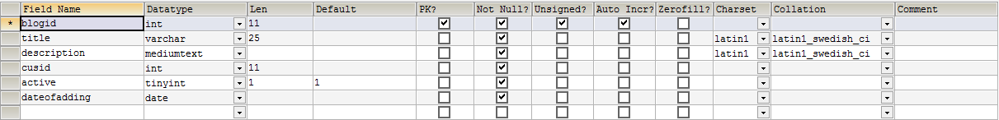 Field Name Datatype Len Default PK? Not Null? Unsigned? Auto Incr? Zerofill? Charset Collation Comment
* blogid int 11
title varchar 25 latin1 latin1_swedish_ci
description mediumtext latin1 latin1_swedish_ci
cusid int 11
active tinyint 1 1
dateofadding date